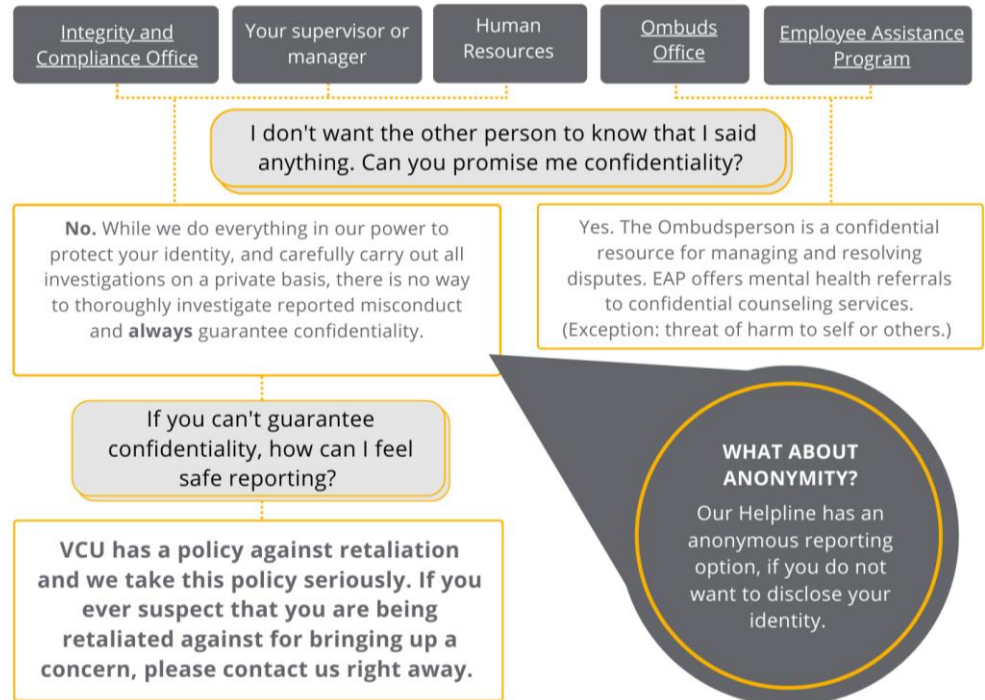 Integrity and
Compliance Office
Your supervisor or
manager
Human
Resources
Ombuds
Office
Employee Assistance
Program
I don't want the other person to know that I said
anything. Can you promise me confidentiality?
No. While we do everything in our power to
protect your identity, and carefully carry out all
investigations on a private basis, there is no way
to thoroughly investigate reported misconduct
and always guarantee confidentiality.
Yes. The Ombudsperson is a confidential
resource for managing and resolving
disputes. EAP offers mental health referrals
to confidential counseling services.
(Exception: threat of harm to self or others.)
If you can't guarantee
confidentiality, how can I feel
safe reporting?
VCU has a policy against retaliation
and we take this policy seriously. If you
ever suspect that you are being
retaliated against for bringing up a
concern, please contact us right away.
WHAT ABOUT
ANONYMITY?
Our Helpline has an
anonymous reporting
option, if you do not
want to disclose your
identity.